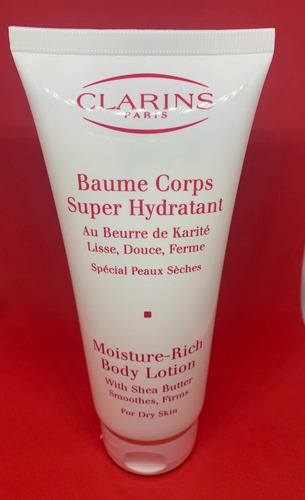 CLARINS
PARIS
Baume Corps
Super Hydratant
Au Beurre de Karité
Lisse, Douce, Ferme
Spécial Peaux Sèches
Moisture-Rich
Body Lotion
With Shea Butter
Smoothes, Firms
For Dry Skin